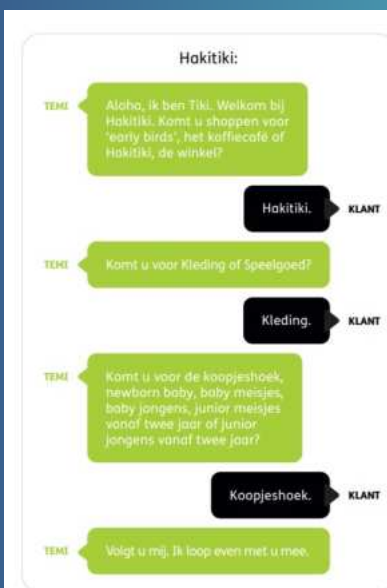 Hakitiki:
TEMI
Aloha, ik ben Tiki. Welkom bij
Hakitiki. Komt u shoppen voor
'early birds', het koffiecafé of
Hakitiki, de winkel?
Hakitiki.
KLANT
TEMI
Komt u voor Kleding of Speelgoed?
Kleding.
KLANT
TEMI
Komt u voor de koopjeshoek,
newborn baby, baby meisjes,
baby jongens, junior meisjes
vanaf twee jaar of junior
jongens vanaf twee jaar?
Koopjeshoek.
KLANT
TEMI
Volgt u mij. Ik loop even met u mee.